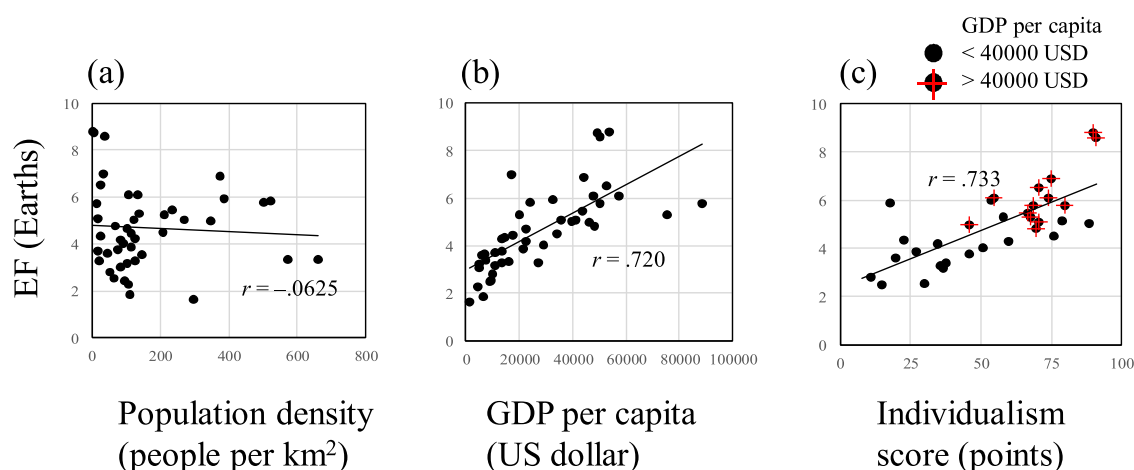 GDP per capita
< 40000 USD
> 40000 USD
(a)
(b)
(c)
EF (Earths)
10
8
6
4
2
0
0
200
400
600
800
r = –.0625
Population density
(people per km²)
10
8
6
4
2
0
0
20000
40000
60000
80000
100000
r = .720
GDP per capita
(US dollar)
10
8
6
4
2
0
0
25
50
75
100
r = .733
Individualism
score (points)